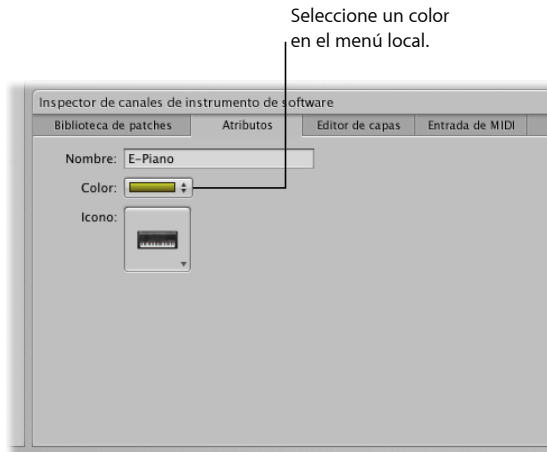 Seleccione un color
en el menú local.
Inspector de canales de instrumento de software
Biblioteca de patches Atributos Editor de capas Entrada de MIDI
Nombre: E-Piano
Color:
Icono: